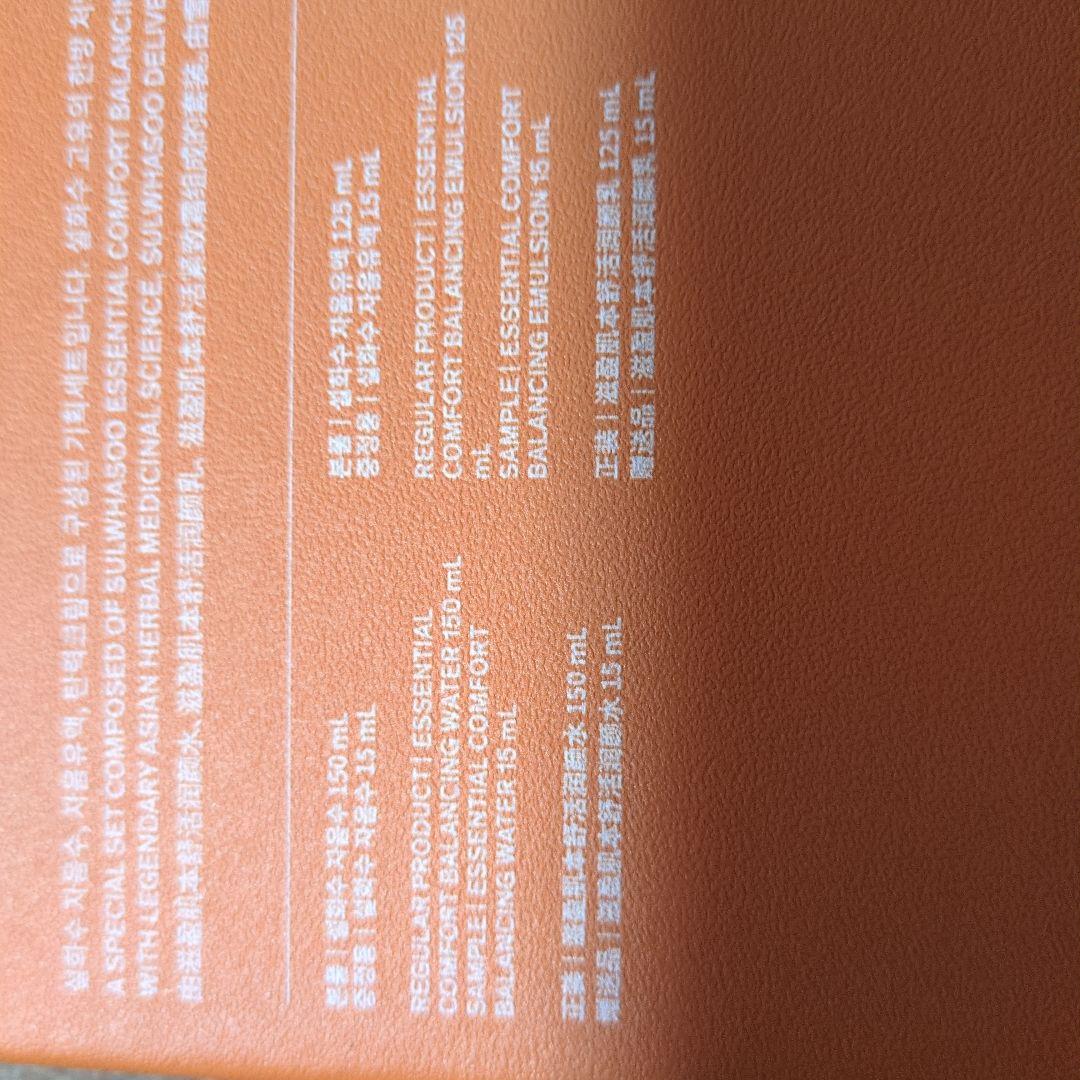 설화수 자음수, 자음유액, 탄력크림으로 구성된 기획세트입니다. 설화수 고유의 한방
A SPECIAL SET COMPOSED OF SULWHASOO ESSENTIAL COMFORT BALANCIN
WITH LEGENDARY ASIAN HERBAL MEDICINAL SCIENCE, SULWHASOO DELIVE
由滋盈肌本舒活润颜水、滋盈肌本舒活润颜乳、滋盈肌本舒活紧致霜组成的套装。
본품 | 설화수 자음수 150 mL
증정용 | 설화수 자음수 15 mL
REGULAR PRODUCT | ESSENTIAL
COMFORT BALANCING WATER 150 mL
SAMPLE | ESSENTIAL COMFORT
BALANCING WATER 15 mL
正装 | 滋盈肌本舒活润颜水 150 mL
赠送品 | 滋盈肌本舒活润颜水 15 mL
본품 | 설화수 자음유액 125 mL
증정용 | 설화수 자음유액 15 mL
REGULAR PRODUCT | ESSENTIAL
COMFORT BALANCING EMULSION 125
mL
SAMPLE | ESSENTIAL COMFORT
BALANCING EMULSION 15 mL
正装 | 滋盈肌本舒活润颜乳 125 mL
赠送品 | 滋盈肌本舒活润颜乳 15 mL